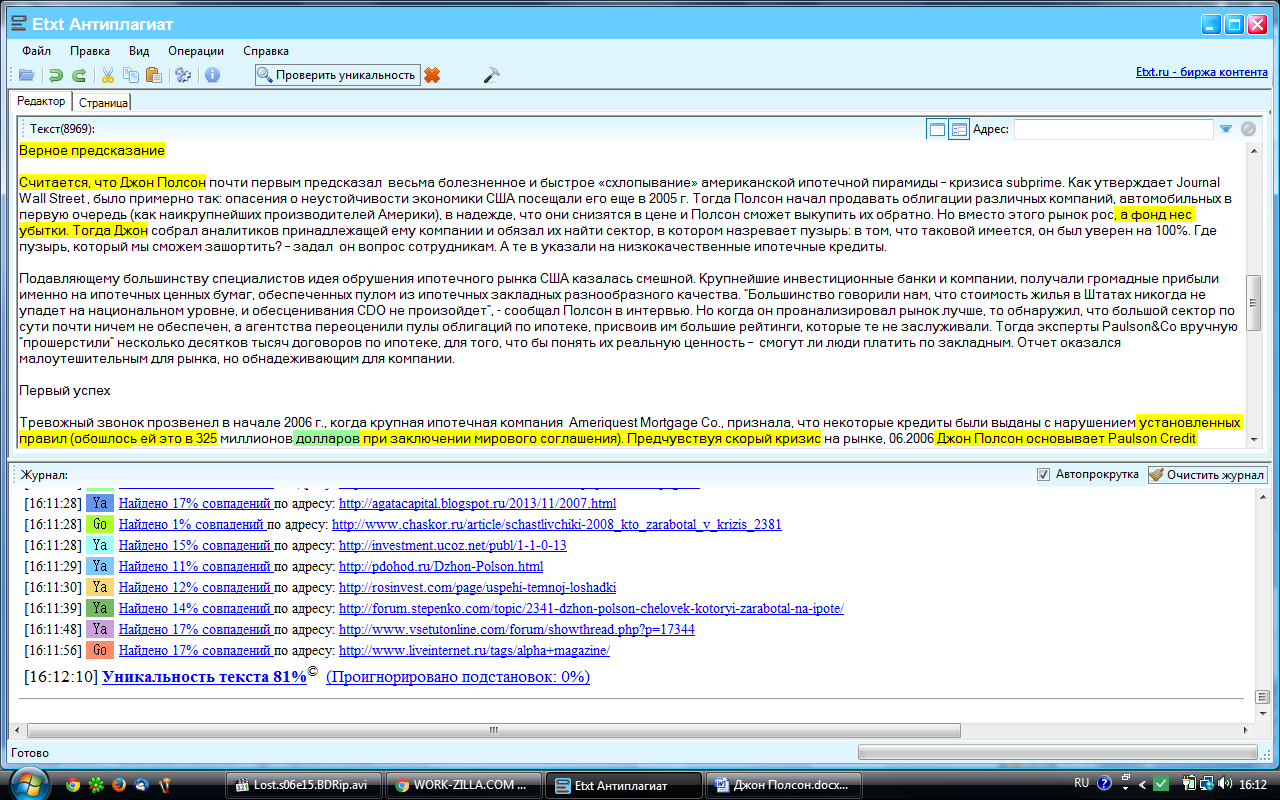 Etxt Антиплагиат
Файл Правка Вид Операции Справка
Проверить уникальность
Etxt.ru - биржа контента
Редактор Страница
Текст(8969):
Адрес:
Верное предсказание
Считается, что Джон Полсон почти первым предсказал весьма болезненное и быстрое «схлопывание» американской ипотечной пирамиды – кризиса subprime. Как утверждает Journal
Wall Street , было примерно так: опасения о неустойчивости экономики США посещали его еще в 2005 г. Тогда Полсон начал продавать облигации различных компаний, автомобильных в
первую очередь (как наикрупнейших производителей Америки), в надежде, что они снизятся в цене и Полсон сможет выкупить их обратно. Но вместо этого рынок рос, а фонд нес
убытки. Тогда Джон собрал аналитиков принадлежащей ему компании и обязал их найти сектор, в котором назревает пузырь: в том, что таковой имеется, он был уверен на 100%. Где
пузырь, который мы сможем зашортить? – задал он вопрос сотрудникам. А те в указали на низкокачественные ипотечные кредиты.
Подавляющему большинству специалистов идея обрушения ипотечного рынка США казалась смешной. Крупнейшие инвестиционные банки и компании, получали громадные прибыли
именно на ипотечных ценных бумаг, обеспеченных пулом из ипотечных закладных разнообразного качества. “Большинство говорили нам, что стоимость жилья в Штатах никогда не
упадет на национальном уровне, и обесценивания CDO не произойдет”, - сообщал Полсон в интервью. Но когда он проанализировал рынок лучше, то обнаружил, что большой сектор по
сути почти ничем не обеспечен, а агентства переоценили пулы облигаций по ипотеке, присвоив им большие рейтинги, которые те не заслуживали. Тогда эксперты Paulson&Co вручную
“прошерстили” несколько десятков тысяч договоров по ипотеке, для того, что бы понять их реальную ценность – смогут ли люди платить по закладным. Отчет оказался
малоутешительным для рынка, но обнадеживающим для компании.
Первый успех
Тревожный звонок прозвенел в начале 2006 г., когда крупная ипотечная компания Ameriquest Mortgage Co., признала, что некоторые кредиты были выданы с нарушением установленных
правил (обошлось ей это в 325 миллионов долларов при заключении мирового соглашения). Предчувствуя скорый кризис на рынке, 06.2006 Джон Полсон основывает Paulson Credit
Журнал:
Автопрокрутка
Очистить журнал
[16:11:28] Ya Найдено 17% совпадений по адресу: http://agatacapital.blogspot.ru/2013/11/2007.html
[16:11:28] Go Найдено 1% совпадений по адресу: http://www.chaskor.ru/article/schastlivchiki-2008_kto_zarabotal_v_krizis_2381
[16:11:28] Ya Найдено 15% совпадений по адресу: http://investment.ucoz.net/publ/1-1-0-13
[16:11:29] Ya Найдено 11% совпадений по адресу: http://pdohod.ru/Dzhon-Polson.html
[16:11:30] Ya Найдено 12% совпадений по адресу: http://rosinvest.com/page/uspehi-temnoj-loshadki
[16:11:39] Ya Найдено 14% совпадений по адресу: http://forum.stepenko.com/topic/2341-dzhon-polson-chelovek-kotoryi-zarabotal-na-ipote/
[16:11:48] Ya Найдено 17% совпадений по адресу: http://www.vsetutonline.com/forum/showthread.php?p=17344
[16:11:56] Go Найдено 17% совпадений по адресу: http://www.liveinternet.ru/tags/alpha+magazine/
[16:12:10] Уникальность текста 81%© (Проигнорировано подстановок: 0%)
Готово
Lost.s06e15.BDRip.avi
WORK-ZILLA.COM ...
Etxt Антиплагиат
Джон Полсон.docx...
RU
16:12